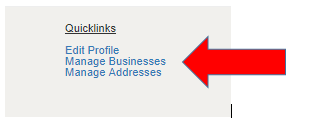 Quicklinks
Edit Profile
Manage Businesses
Manage Addresses